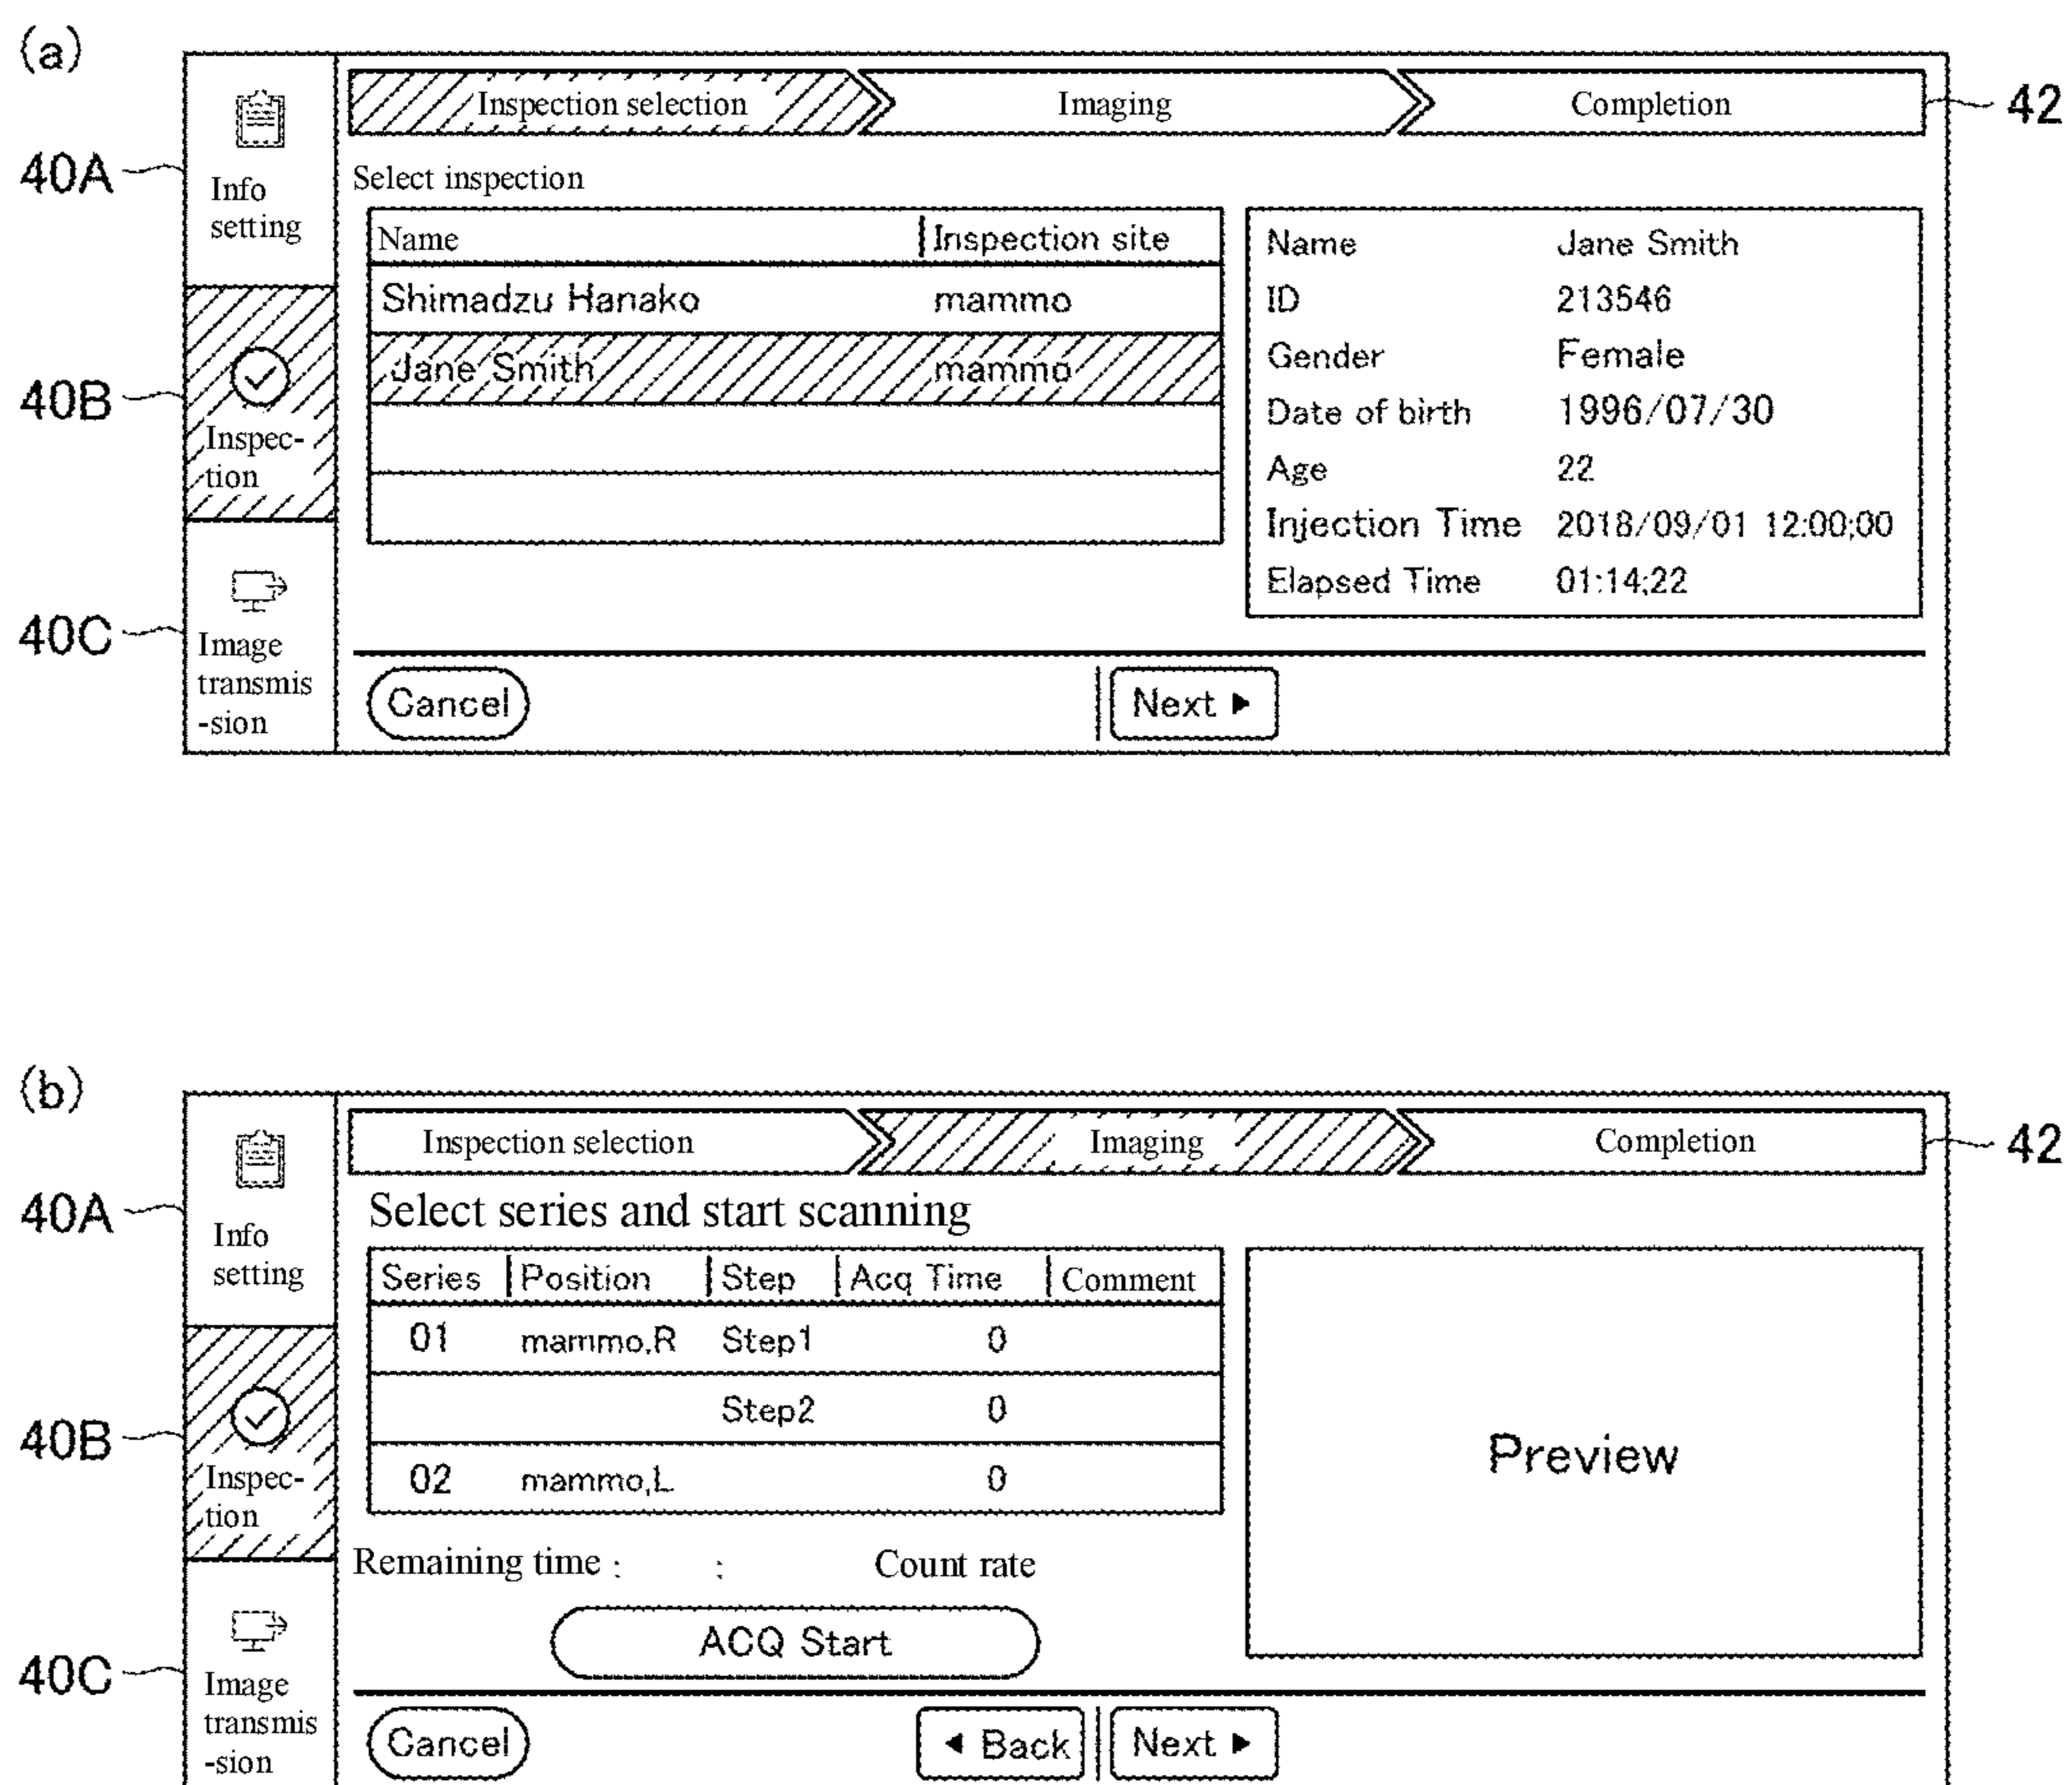 (a)
Inspection selection
Imaging
Completion
42
40A
Info
setting
Select inspection
Name
Inspection site
Shimadzu Hanako
mammo
Jane Smith
mammo
Name
Jane Smith
ID
213546
Gender
Female
Date of birth
1996/07/30
Age
22
Injection Time
2018/09/01 12:00;00
Elapsed Time
01:14;22
40B
Inspec-
tion
40C
Image
transmis
-sion
Cancel
Next ▶
(b)
Inspection selection
Imaging
Completion
42
40A
Info
setting
Select series and start scanning
Series
Position
Step
Acq Time
Comment
01
mammo,R
Step1
0
Step2
0
02
mammo,L
0
Preview
40B
Inspec-
tion
Remaining time : :
Count rate
ACQ Start
40C
Image
transmis
-sion
Cancel
◀ Back
Next ▶